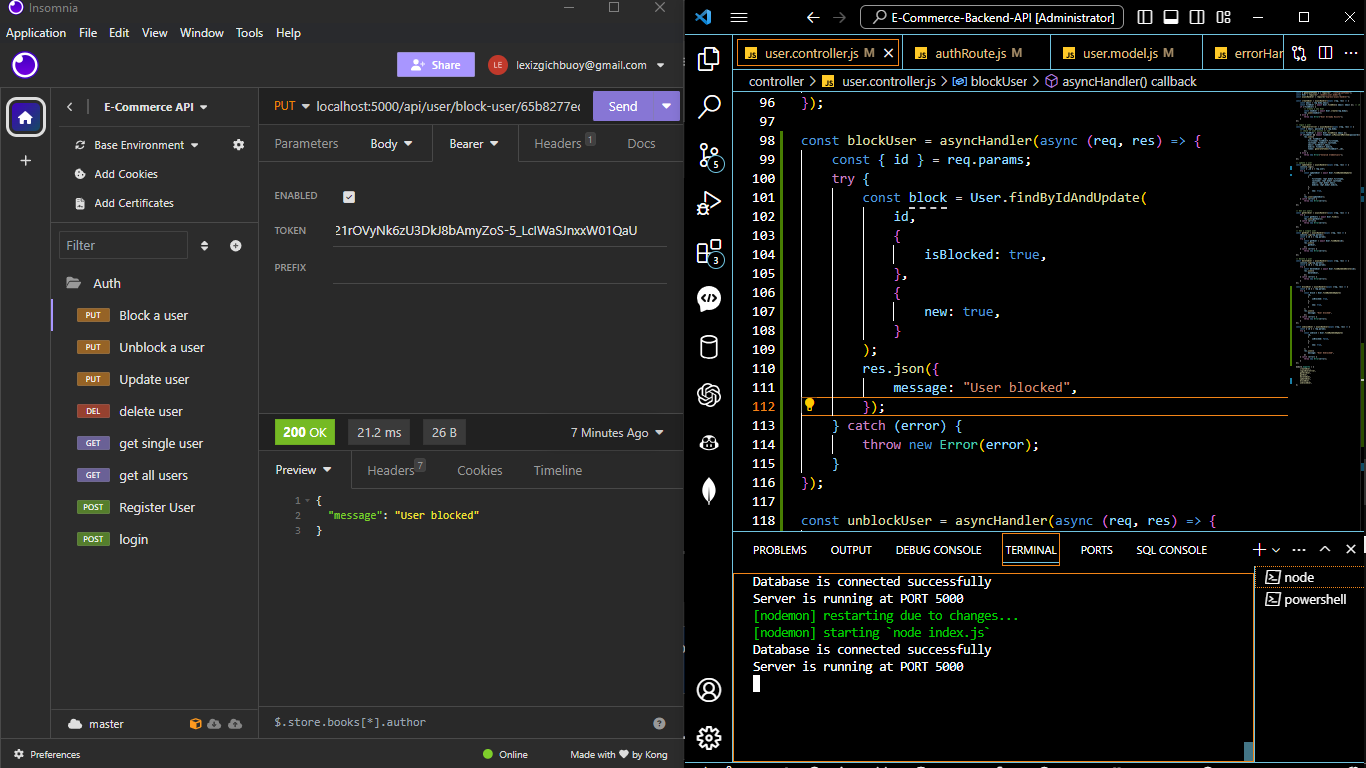 Insomnia
Application File Edit View Window Tools Help
Share
LE lexizgichbuoy@gmail.com
E-Commerce API
Base Environment
Add Cookies
Add Certificates
Filter
Auth
PUT Block a user
PUT Unblock a user
PUT Update user
DEL delete user
GET get single user
GET get all users
POST Register User
POST login
master
Preferences
PUT localhost:5000/api/user/block-user/65b8277ec
Send
Parameters Body Bearer Headers 1 Docs
ENABLED
TOKEN 21rOVyNk6zU3DkJ8bAmyZoS-5_LcIWaSJnxxW01QaU
PREFIX
200 OK 21.2 ms 26 B 7 Minutes Ago
Preview Headers 7 Cookies Timeline
1 {
2 "message": "User blocked"
3 }
$.store.books[*].author
Online Made with by Kong
E-Commerce-Backend-API [Administrator]
user.controller.js M authRoute.js M user.model.js M errorHar
controller > user.controller.js > blockUser > asyncHandler() callback
5
3
96 });
97
98 const blockUser = asyncHandler(async (req, res) => {
99 const { id } = req.params;
100 try {
101 const block = User.findByIdAndUpdate(
102 id,
103 {
104 isBlocked: true,
105 },
106 {
107 new: true,
108 }
109 );
110 res.json({
111 message: "User blocked",
112 });
113 } catch (error) {
114 throw new Error(error);
115 }
116 });
117
118 const unblockUser = asyncHandler(async (req, res) => {
PROBLEMS OUTPUT DEBUG CONSOLE TERMINAL PORTS SQL CONSOLE
Database is connected successfully
Server is running at PORT 5000
[nodemon] restarting due to changes...
[nodemon] starting `node index.js`
Database is connected successfully
Server is running at PORT 5000
node
powershell